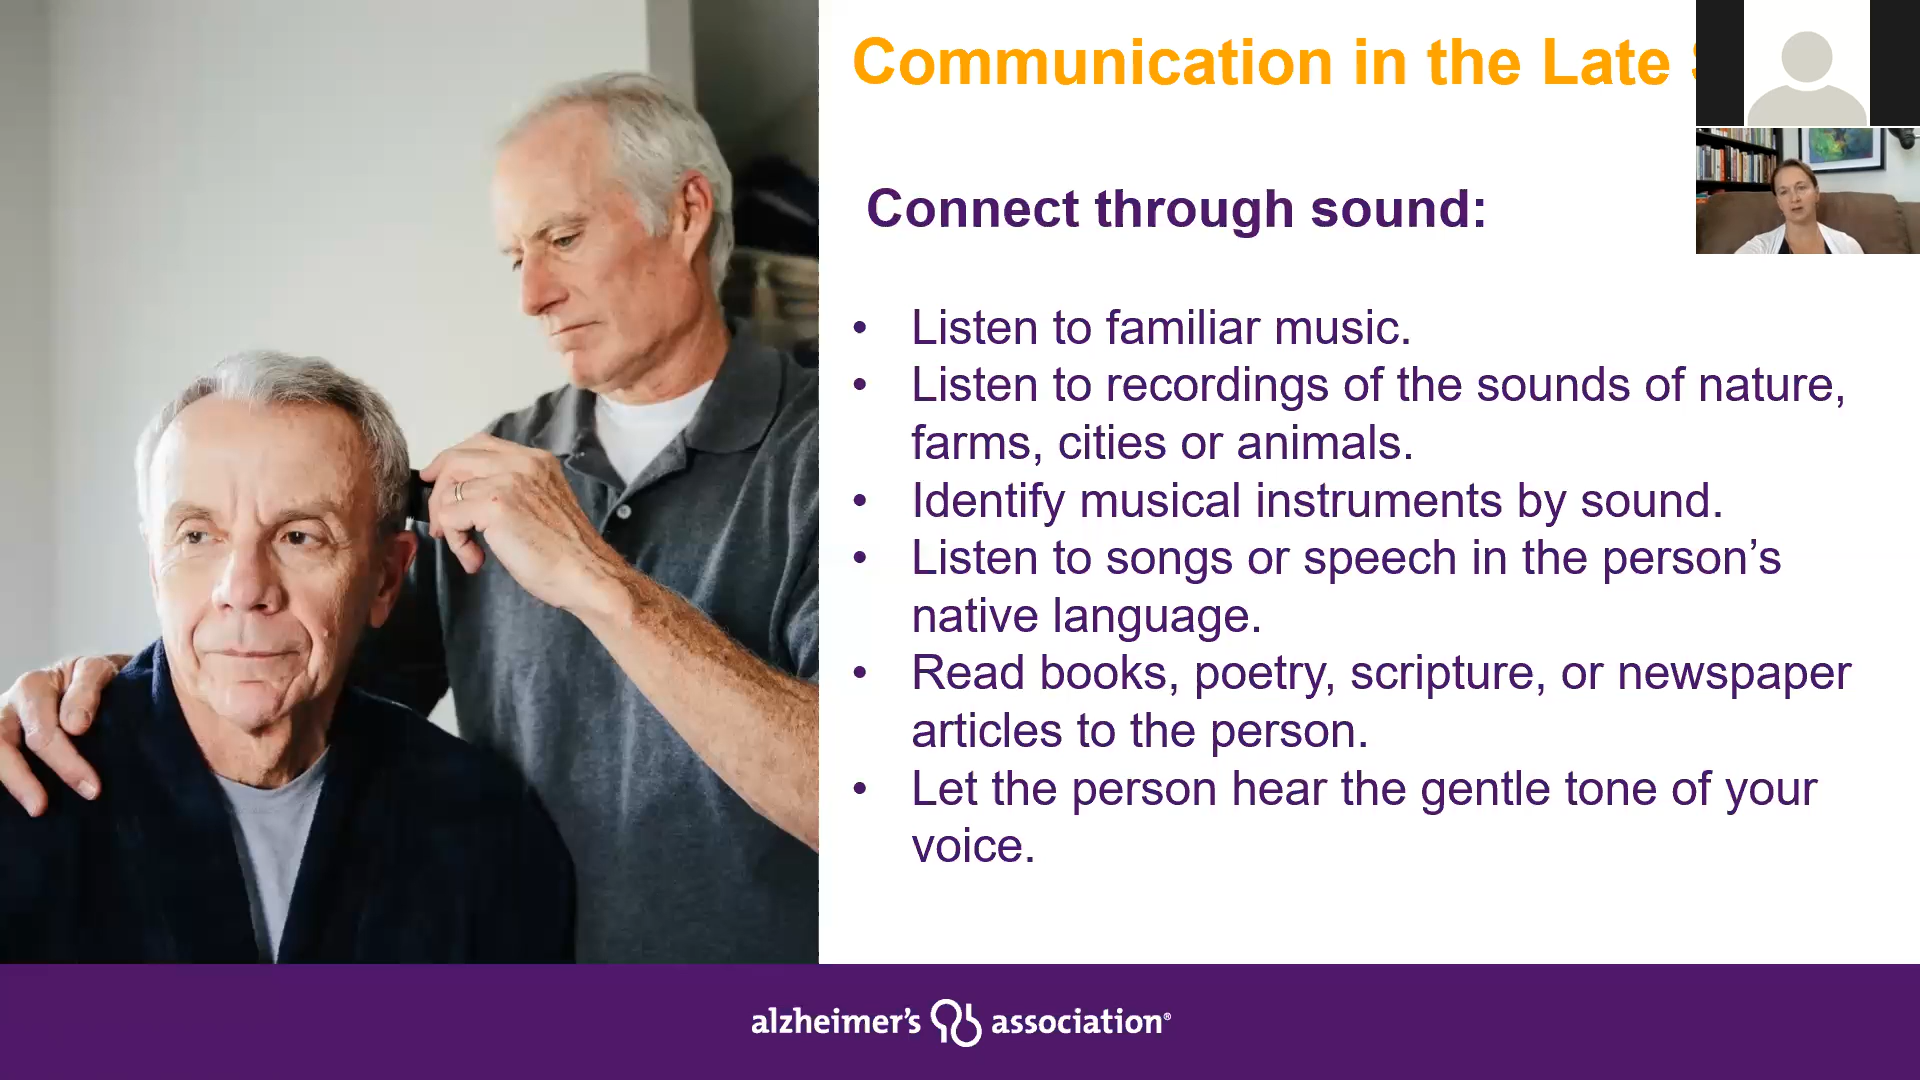 Communication in the Late
Connect through sound:
• Listen to familiar music.
• Listen to recordings of the sounds of nature,
farms, cities or animals.
• Identify musical instruments by sound.
• Listen to songs or speech in the person’s
native language.
• Read books, poetry, scripture, or newspaper
articles to the person.
• Let the person hear the gentle tone of your
voice.
alzheimer's association®